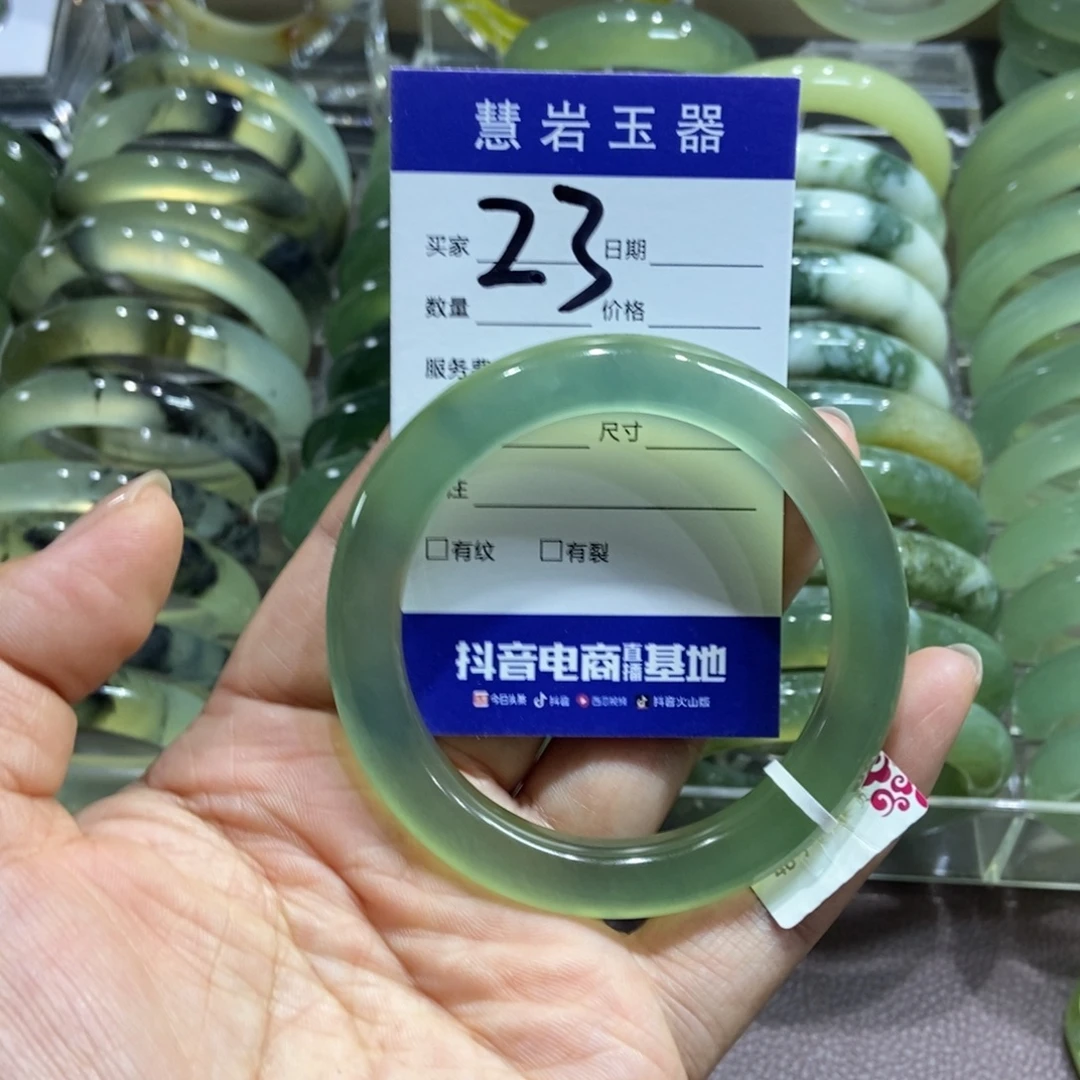 慧岩玉器
23
买家 日期
数量 价格
服务费
尺寸
注
□有纹 □有裂
抖音电商直播基地
今日头条 抖音 西瓜视频 抖音火山版